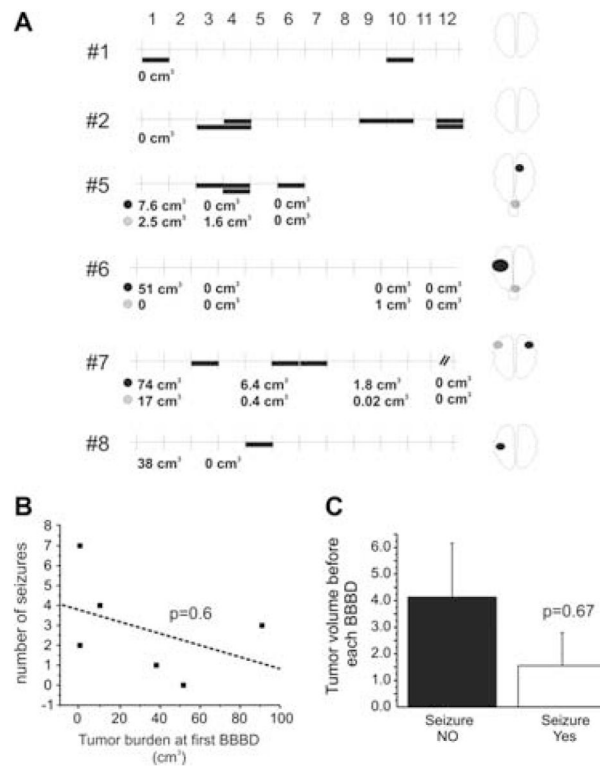 A
1 2 3 4 5 6 7 8 9 10 11 12
#1
0 cm³
#2
0 cm³
#5
7.6 cm³ 0 cm³ 0 cm³
2.5 cm³ 1.6 cm³ 0 cm³
#6
51 cm³ 0 cm³ 0 cm³ 0 cm³
0 0 cm³ 1 cm³ 0 cm³
#7
//
74 cm³ 6.4 cm³ 1.8 cm³ 0 cm³
17 cm³ 0.4 cm³ 0.02 cm³ 0 cm³
#8
38 cm³ 0 cm³
B
number of seizures
8
7
6
5
4
3
2
1
0
-1
p=0.6
0 20 40 60 80 100
Tumor burden at first BBBD
(cm³)
C
Tumor volume before
each BBBD
6.0
5.0
4.0
3.0
2.0
1.0
0.0
p=0.67
Seizure Seizure
NO Yes